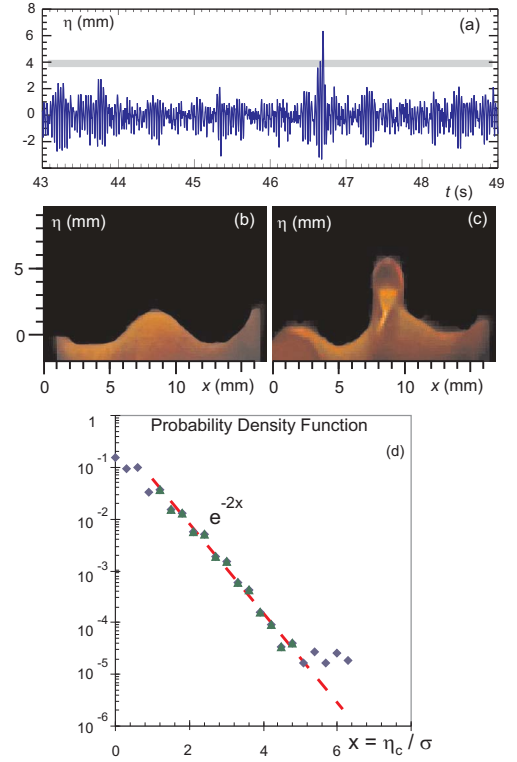 η (mm)
(a)
8
6
4
2
0
-2
43 44 45 46 47 48 49
t (s)
η (mm) (b)
η (mm) (c)
5
0
0 5 10 x (mm)
0 5 10 x (mm)
Probability Density Function
(d)
1
10-1
10-2
10-3
10-4
10-5
10-6
e-2x
0 2 4 6
x = ηc / σ